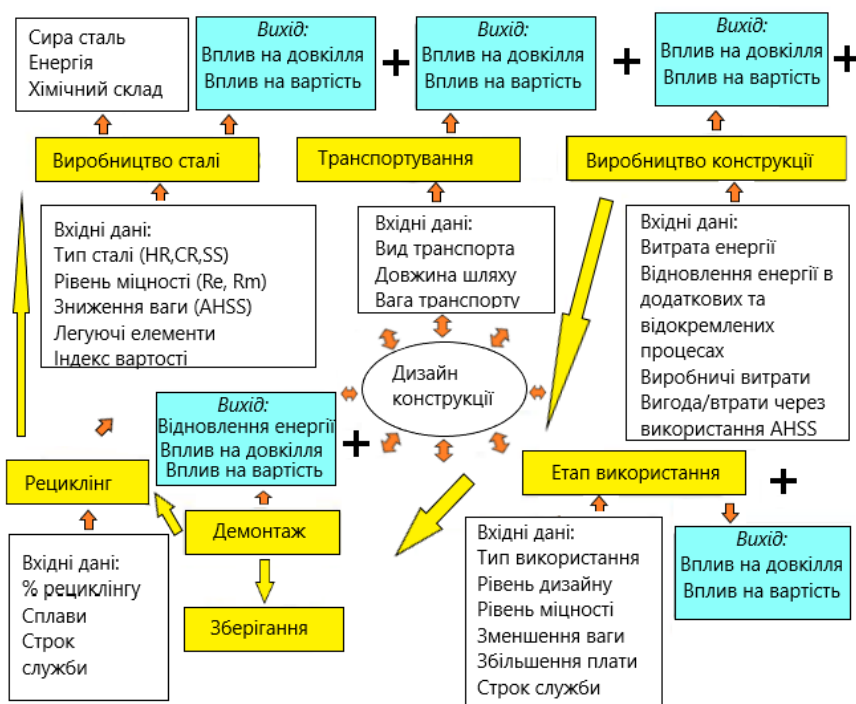 Сира сталь
Енергія
Хімічний склад
Вихід:
Вплив на довкілля
Вплив на вартість
+
Вихід:
Вплив на довкілля
Вплив на вартість
+
Вихід:
Вплив на довкілля
Вплив на вартість
+
Виробництво сталі
Транспортування
Виробництво конструкції
Вхідні дані:
Тип сталі (HR,CR,SS)
Рівень міцності (Re, Rm)
Зниження ваги (AHSS)
Легуючі елементи
Індекс вартості
Вхідні дані:
Вид транспорта
Довжина шляху
Вага транспорту
Вхідні дані:
Витрата енергії
Відновлення енергії в
додаткових та
відокремлених
процесах
Виробничі витрати
Вигода/втрати через
використання AHSS
Дизайн
конструкції
Вихід:
Відновлення енергії
Вплив на довкілля
Вплив на вартість
+
Рециклінг
Демонтаж
Зберігання
Вхідні дані:
% рециклінгу
Сплави
Строк
служби
Етап використання
+
Вхідні дані:
Тип використання
Рівень дизайну
Рівень міцності
Зменшення ваги
Збільшення плати
Строк служби
Вихід:
Вплив на довкілля
Вплив на вартість